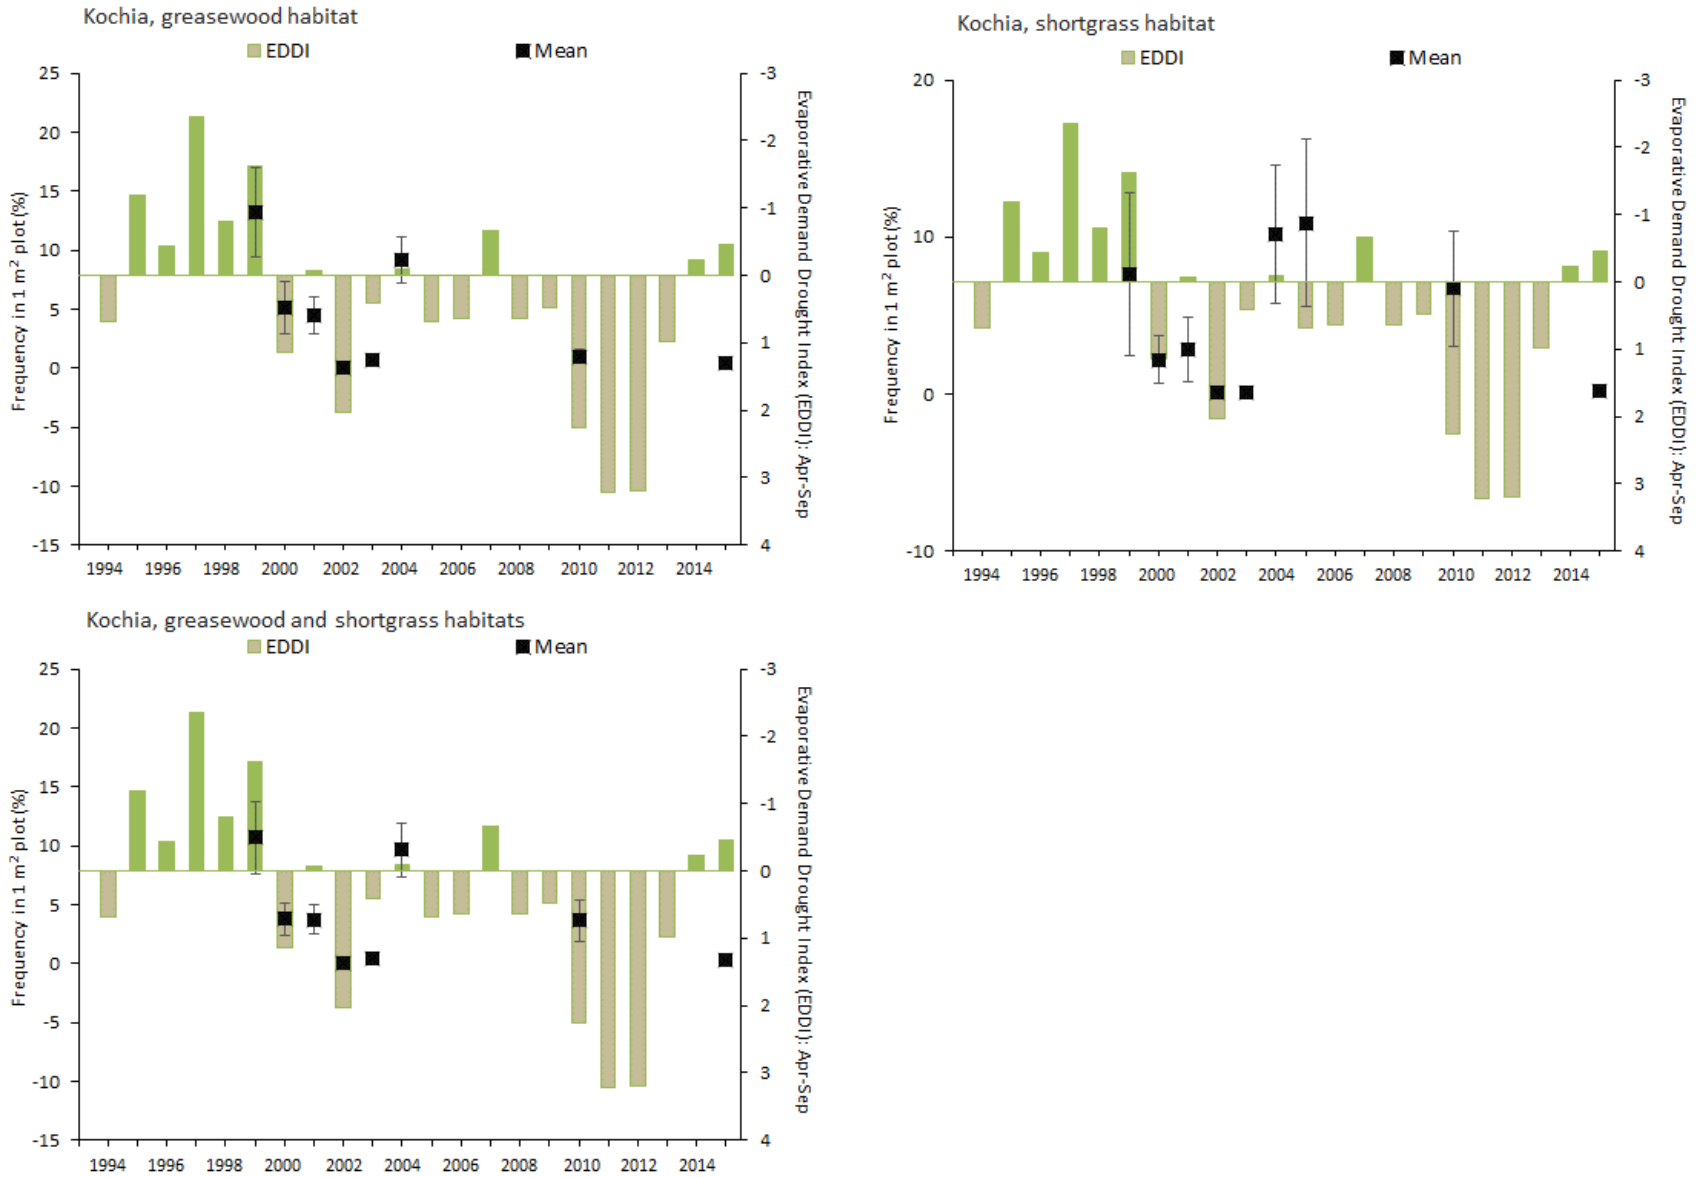 Kochia, greasewood habitat
EDDI
Mean
25
20
15
10
5
0
-5
-10
-15
Frequency in 1 m² plot (%)
-3
-2
-1
0
1
2
3
4
Evaporative Demand Drought Index (EDDI): Apr-Sep
1994 1996 1998 2000 2002 2004 2006 2008 2010 2012 2014
Kochia, shortgrass habitat
EDDI
Mean
20
10
0
-10
Frequency in 1 m² plot (%)
-3
-2
-1
0
1
2
3
4
Evaporative Demand Drought Index (EDDI): Apr-Sep
1994 1996 1998 2000 2002 2004 2006 2008 2010 2012 2014
Kochia, greasewood and shortgrass habitats
EDDI
Mean
25
20
15
10
5
0
-5
-10
-15
Frequency in 1 m² plot (%)
-3
-2
-1
0
1
2
3
4
Evaporative Demand Drought Index (EDDI): Apr-Sep
1994 1996 1998 2000 2002 2004 2006 2008 2010 2012 2014